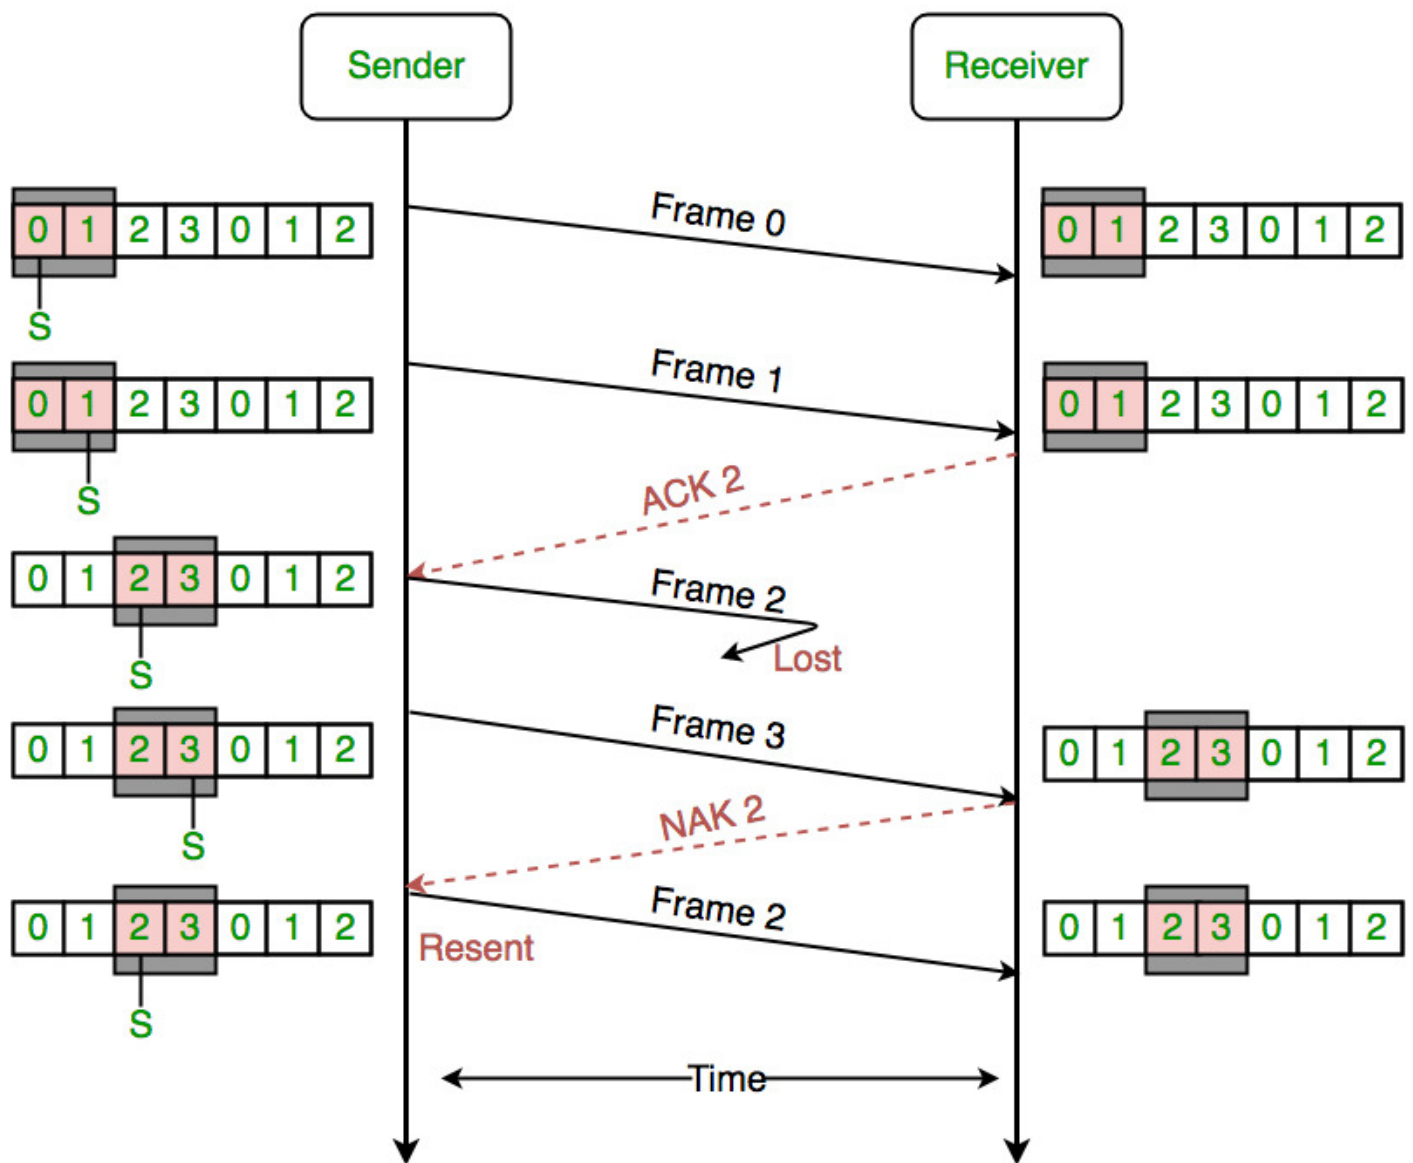 Sender
Receiver
Frame 0
0 1 2 3 0 1 2
0 1 2 3 0 1 2
S
Frame 1
0 1 2 3 0 1 2
0 1 2 3 0 1 2
S
ACK 2
0 1 2 3 0 1 2
Frame 2
Lost
S
Frame 3
0 1 2 3 0 1 2
0 1 2 3 0 1 2
NAK 2
S
Frame 2
0 1 2 3 0 1 2
0 1 2 3 0 1 2
Resent
S
Time